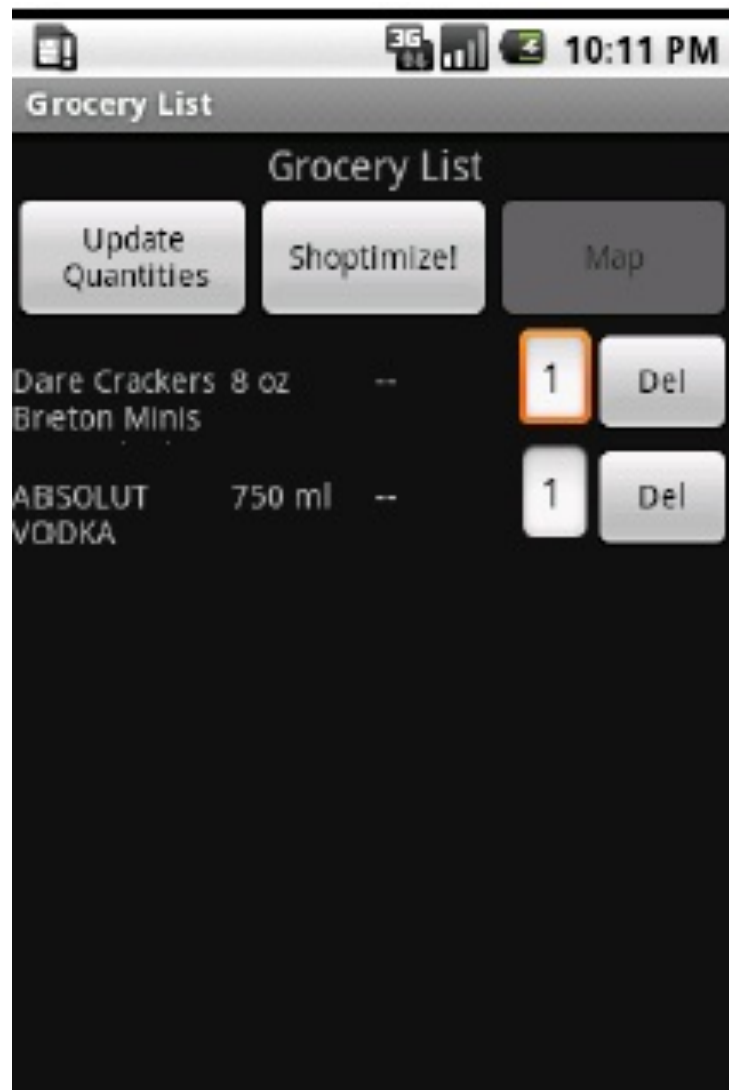 3G 10:11 PM
Grocery List
Grocery List
Update Quantities Shoptimize! Map
Dare Crackers 8 oz -- 1 Del
Breton Minis
ABSOLUT 750 ml -- 1 Del
VODKA